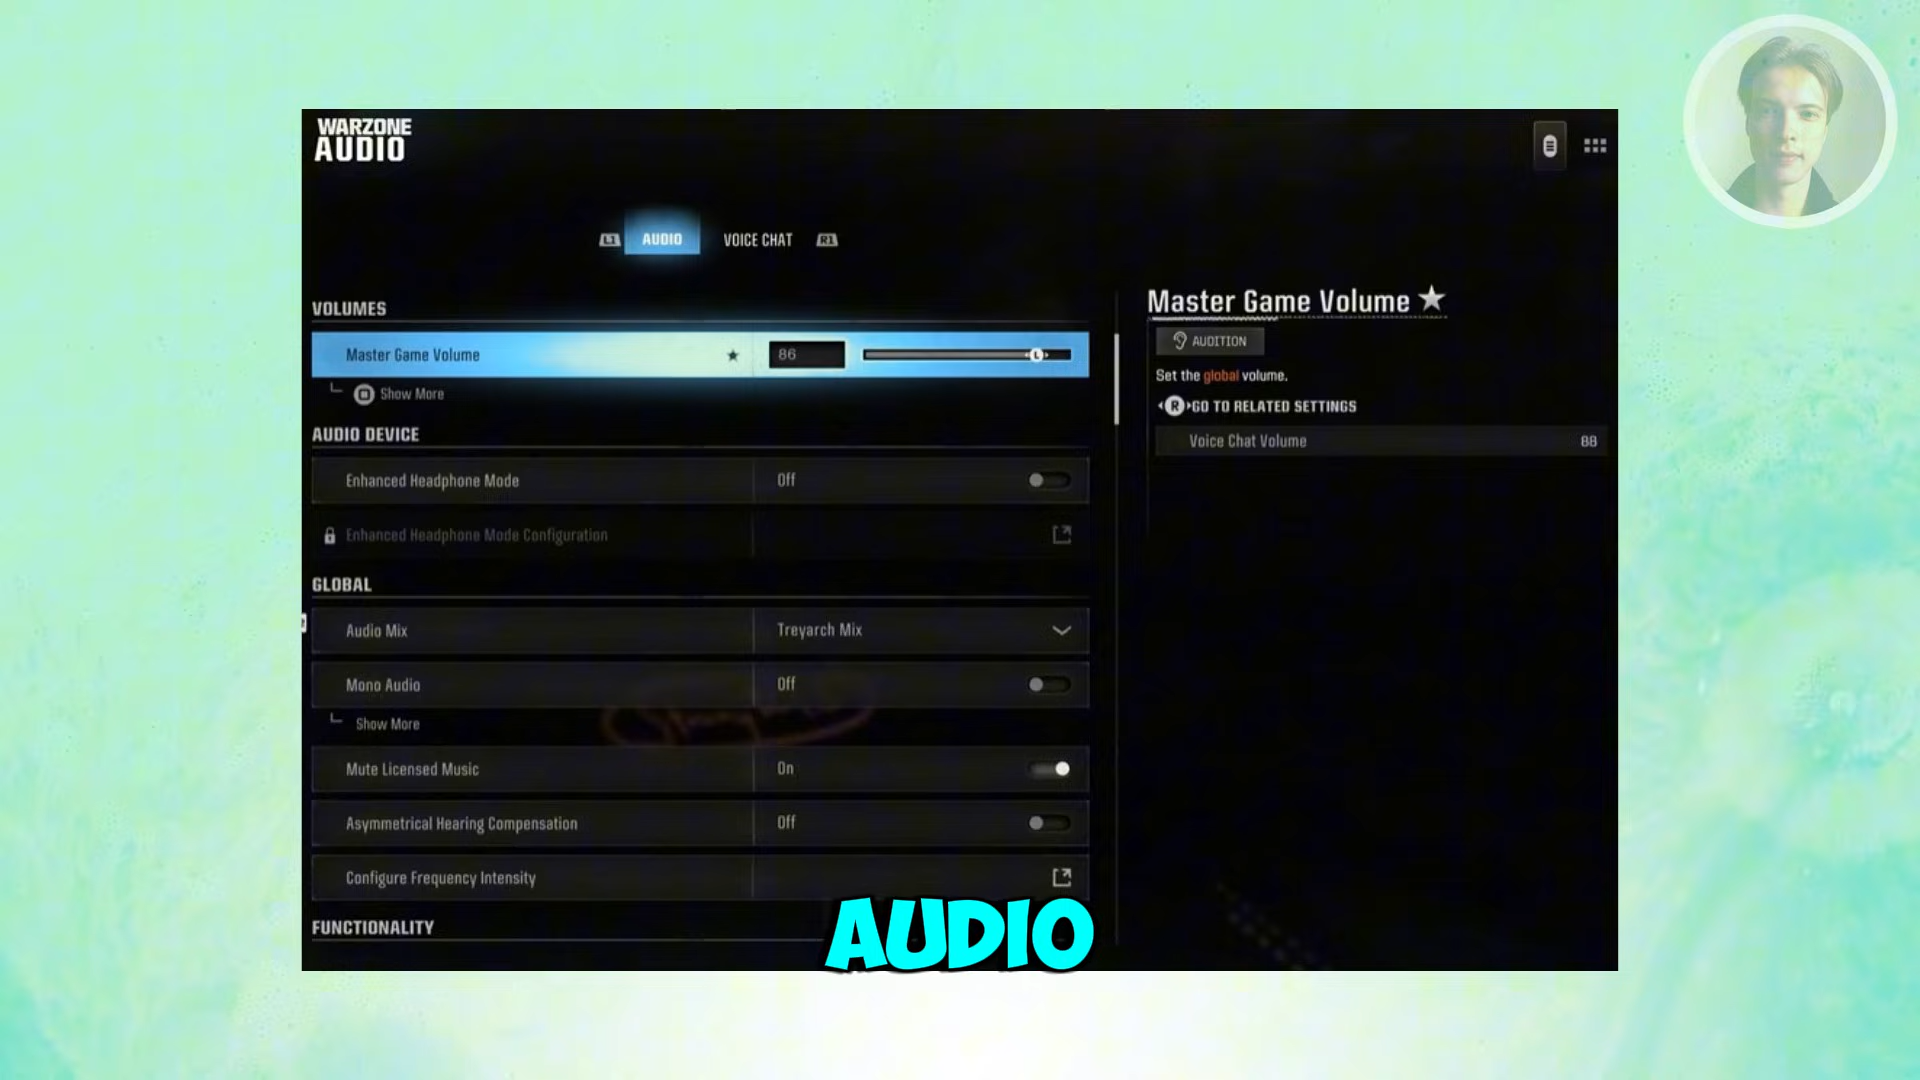 WARZONE
AUDIO
L1 AUDIO VOICE CHAT R1
VOLUMES
Master Game Volume 86 L
Show More
AUDIO DEVICE
Enhanced Headphone Mode Off
Enhanced Headphone Mode Configuration
GLOBAL
Audio Mix Treyarch Mix
Mono Audio Off
Show More
Mute Licensed Music On
Asymmetrical Hearing Compensation Off
Configure Frequency Intensity
FUNCTIONALITY
Master Game Volume
AUDITION
Set the global volume.
R GO TO RELATED SETTINGS
Voice Chat Volume 88
AUDIO